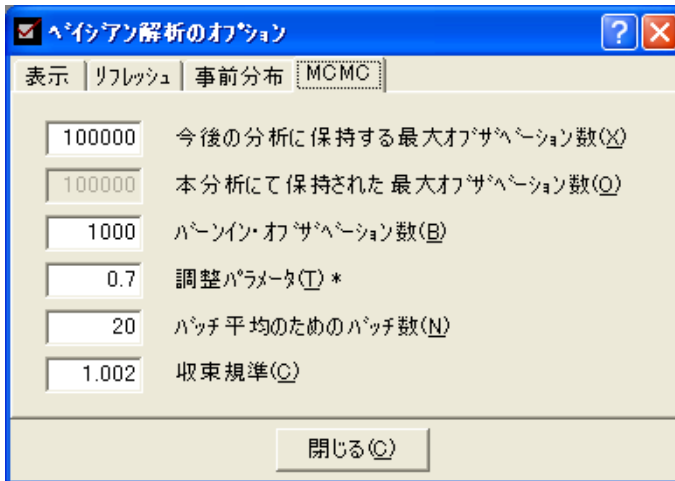 ﾍﾞｲｼﾞｱﾝ解析のｵﾌﾟｼｮﾝ
表示 ﾘﾌﾚｯｼｭ 事前分布 MCMC
100000 今後の分析に保持する最大ｵﾌﾞｻﾞﾍﾞｰｼｮﾝ数(X)
100000 本分析にて保持された最大ｵﾌﾞｻﾞﾍﾞｰｼｮﾝ数(O)
1000 ﾊﾞｰﾝｲﾝ･ｵﾌﾞｻﾞﾍﾞｰｼｮﾝ数(B)
0.7 調整ﾊﾟﾗﾒｰﾀ(T) *
20 ﾊﾞｯﾁ平均のためのﾊﾞｯﾁ数(N)
1.002 収束規準(C)
閉じる(C)